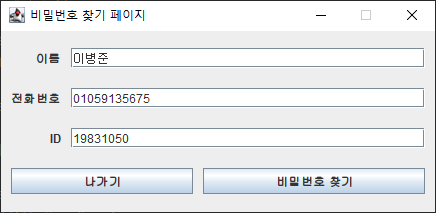 비밀번호 찾기 페이지
이름 이병준
전화번호 01059135675
ID 19831050
나가기 비밀번호 찾기